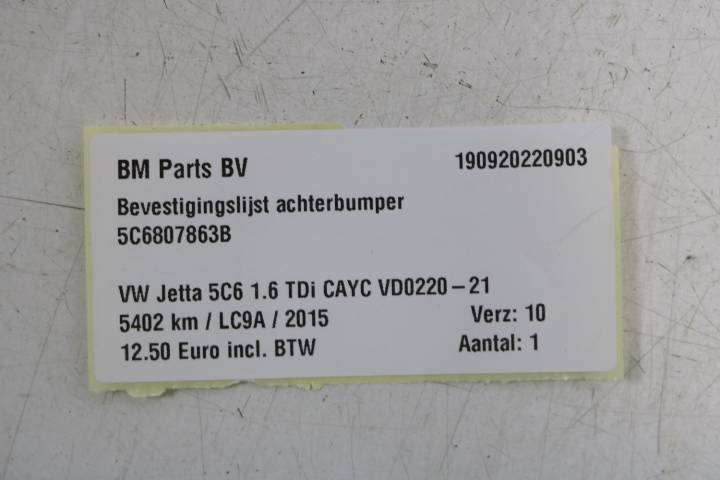 BM Parts BV 190920220903
Bevestigingslijst achterbumper
5C6807863B
VW Jetta 5C6 1.6 TDi CAYC VD0220-21
5402 km / LC9A / 2015 Verz: 10
12.50 Euro incl. BTW Aantal: 1